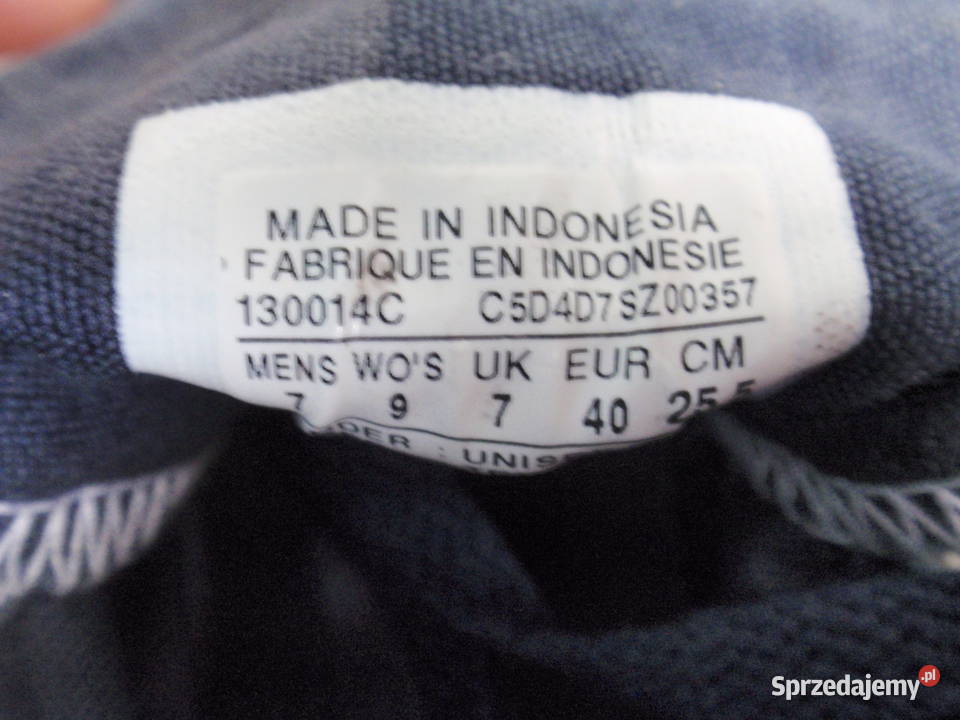 MADE IN INDONESIA
FABRIQUE EN INDONESIE
130014C C5D4D7SZ00357
MENS WO'S UK EUR CM
7 9 7 40 25.5
: 
Sprzedajemy.pl